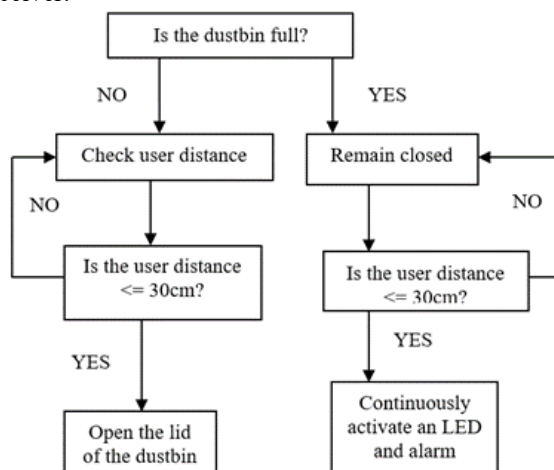 Is the dustbin full?
NO
YES
Check user distance
Remain closed
NO
NO
Is the user distance
<= 30cm?
Is the user distance
<= 30cm?
YES
YES
Open the lid
of the dustbin
Continuously
activate an LED
and alarm